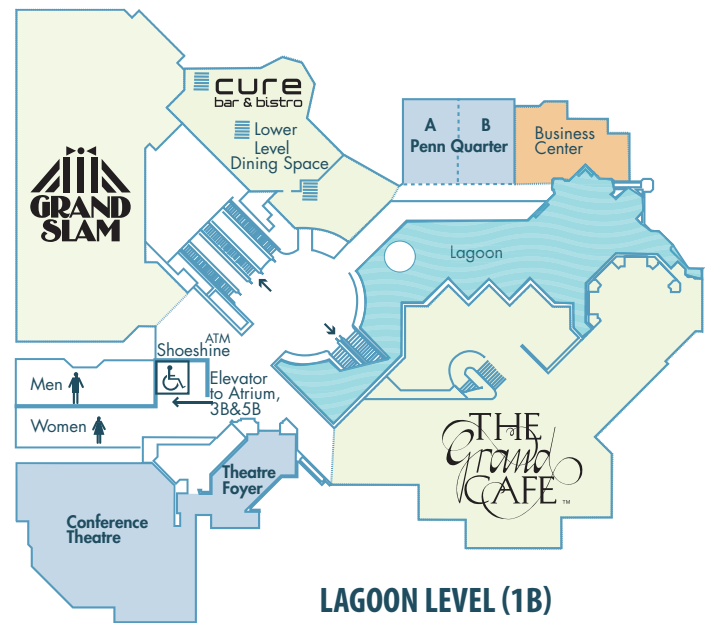 cure
bar & bistro
Lower
Level
Dining Space
A
B
Penn Quarter
Business
Center
GRAND
SLAM
Lagoon
ATM
Shoeshine
Men
Elevator
to Atrium,
3B&5B
Women
THE
Grand
CAFE ™
Theatre
Foyer
Conference
Theatre
LAGOON LEVEL (1B)